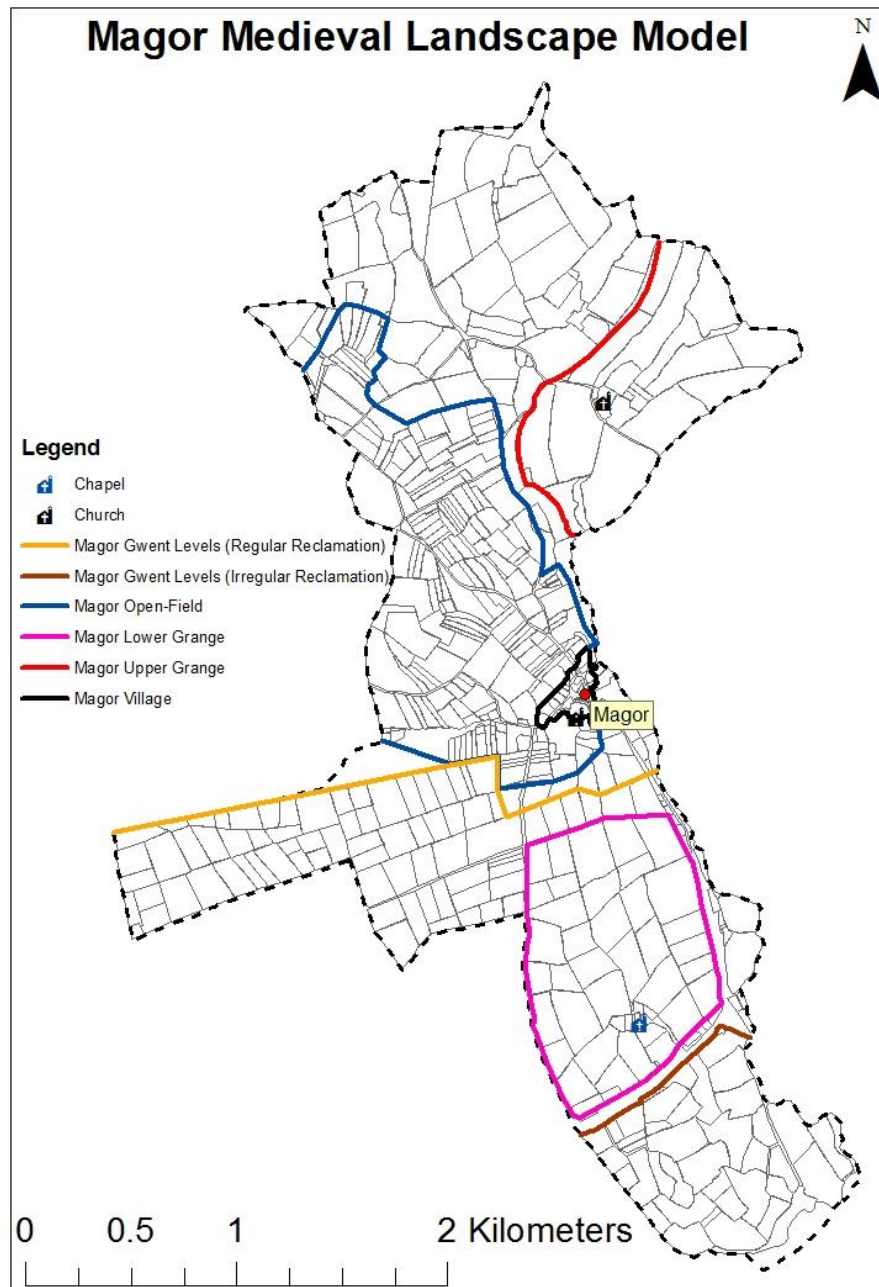 Magor Medieval Landscape Model
N
Legend
Chapel
Church
Magor Gwent Levels (Regular Reclamation)
Magor Gwent Levels (Irregular Reclamation)
Magor Open-Field
Magor Lower Grange
Magor Upper Grange
Magor Village
Magor
0 0.5 1 2 Kilometers